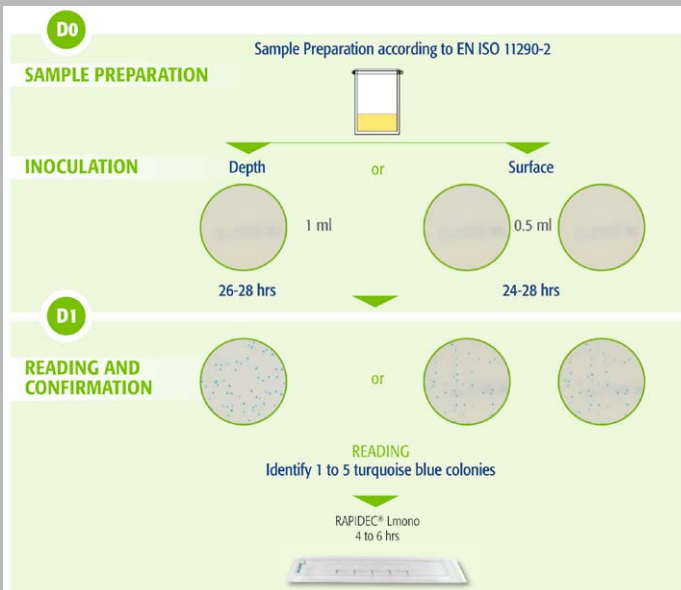 D0
Sample Preparation according to EN ISO 11290-2
SAMPLE PREPARATION
INOCULATION
Depth
or
Surface
1 ml
0.5 ml
26-28 hrs
24-28 hrs
D1
READING AND
CONFIRMATION
or
READING
Identify 1 to 5 turquoise blue colonies
RAPIDEC® Lmono
4 to 6 hrs